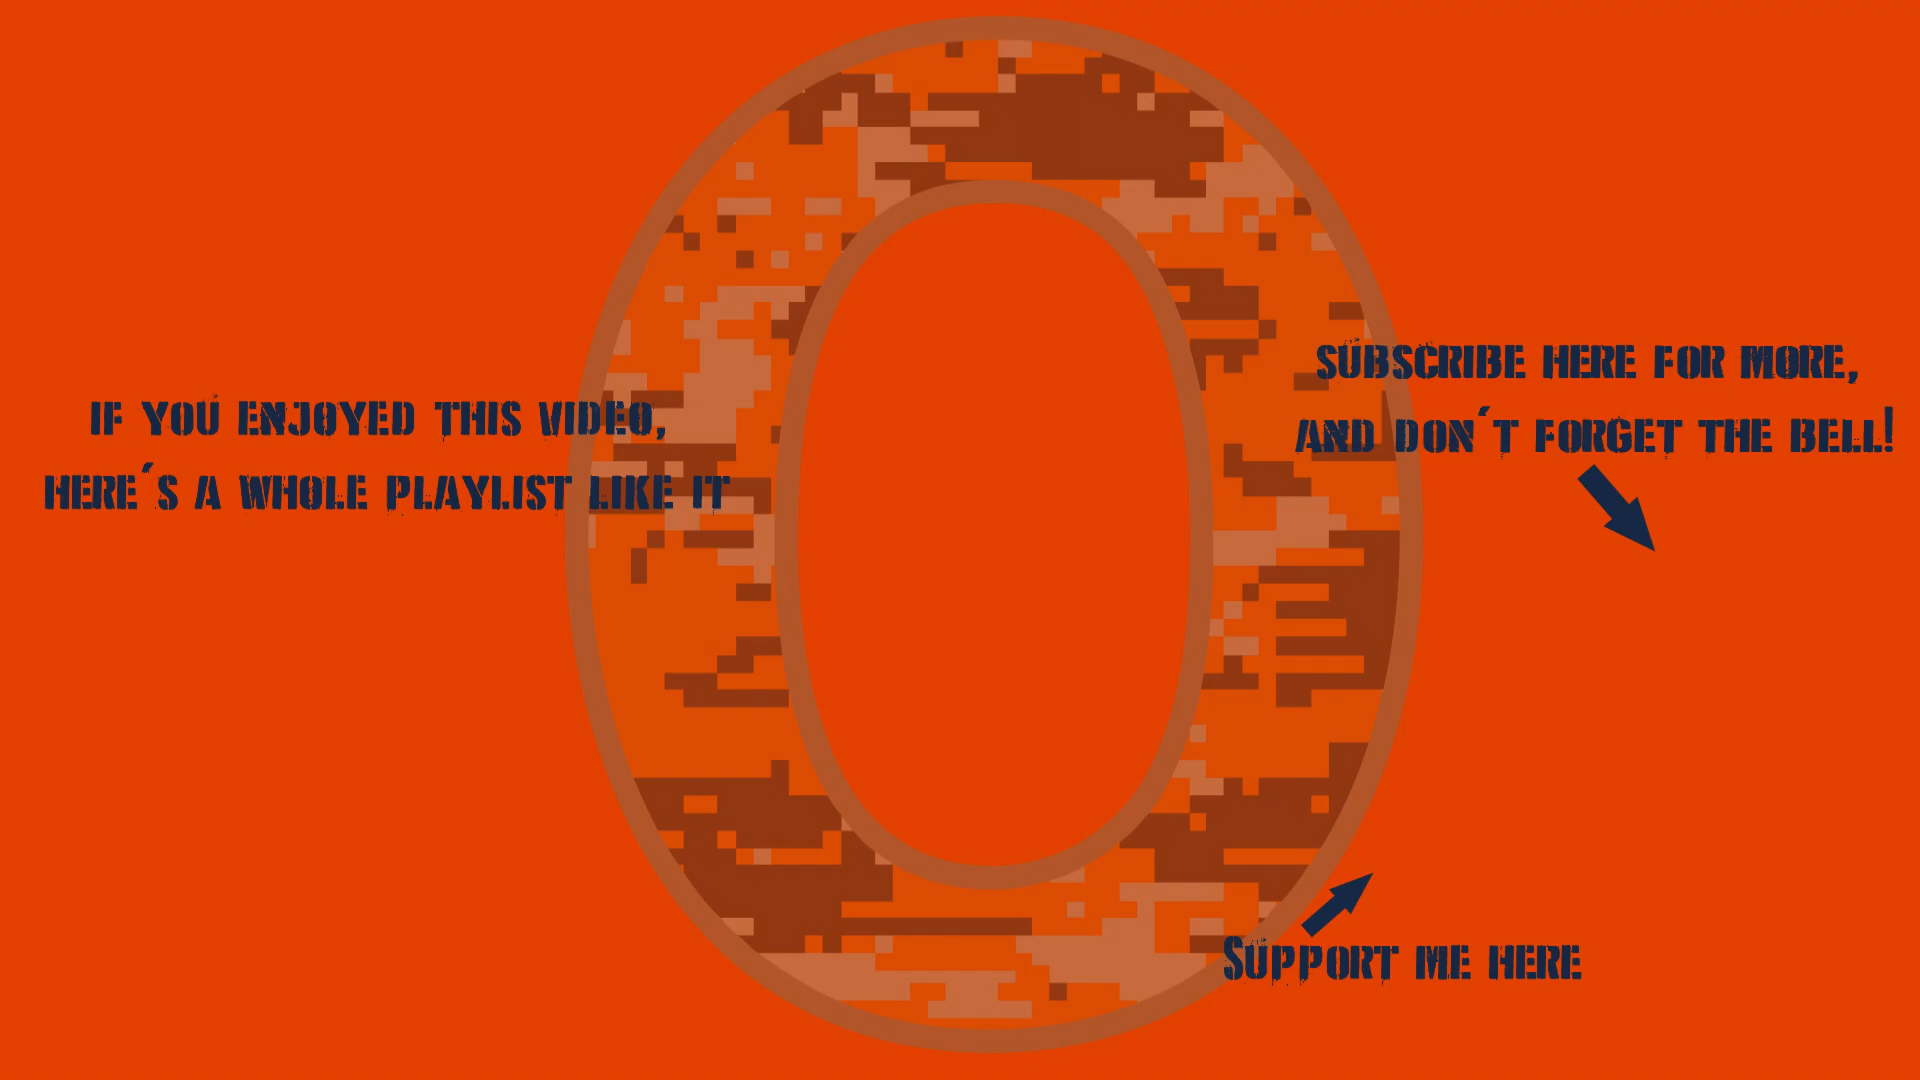 IF YOU ENJOYED THIS VIDEO,
HERE'S A WHOLE PLAYLIST LIKE IT
SUBSCRIBE HERE FOR MORE,
AND DON'T FORGET THE BELL!
SUPPORT ME HERE
O